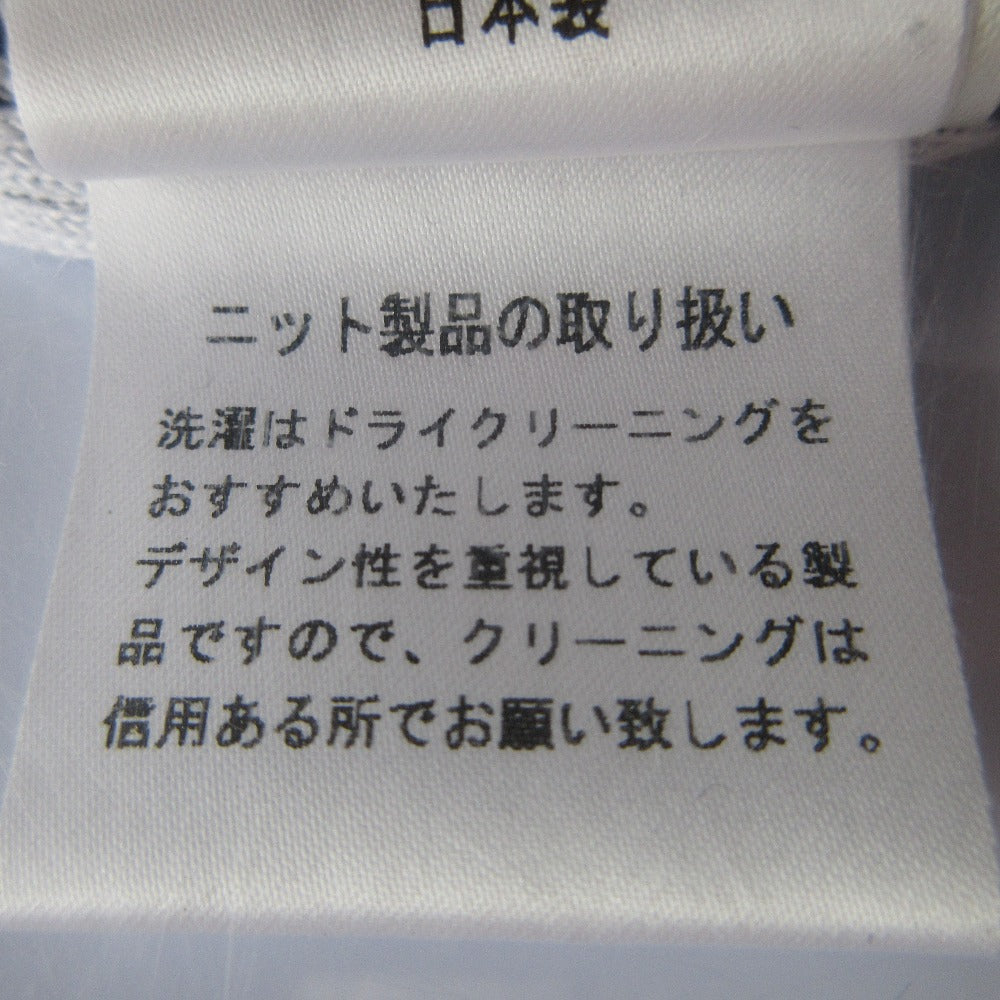 日本製
ニット製品の取り扱い
洗濯はドライクリーニングを
おすすめいたします。
デザイン性を重視している製
品ですので、クリーニングは
信用ある所でお願い致します。